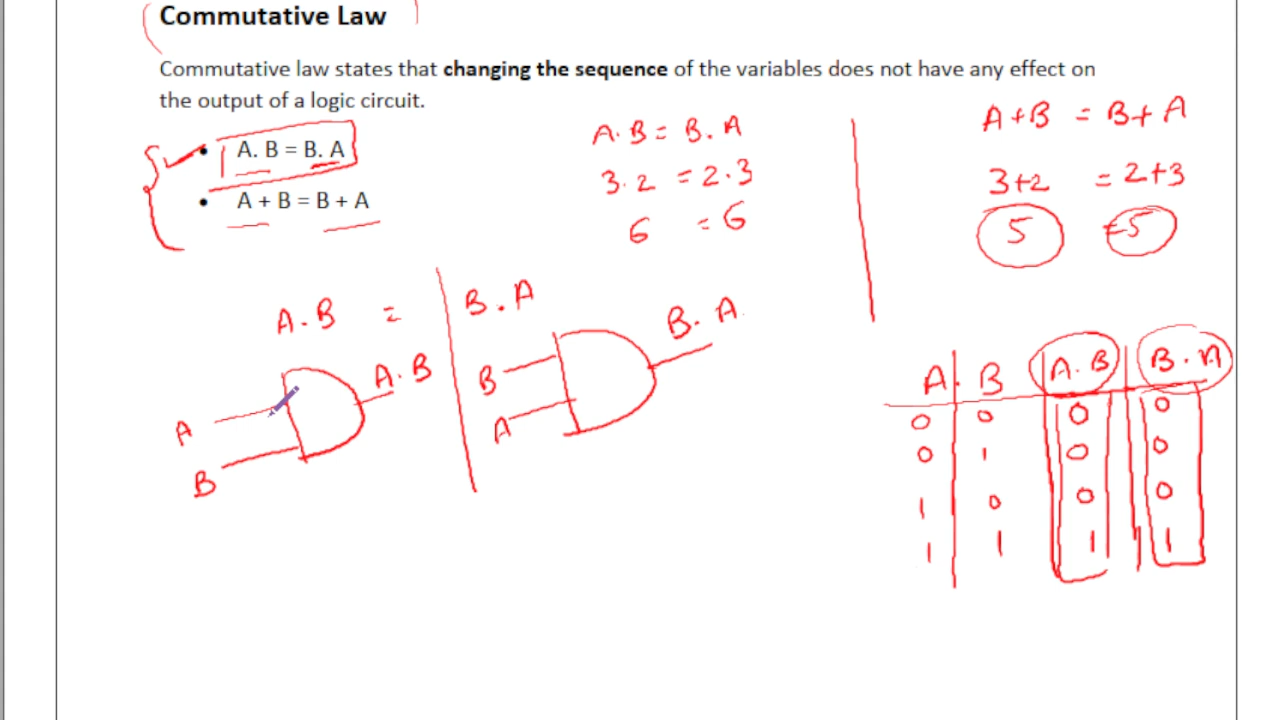 Commutative Law
Commutative law states that changing the sequence of the variables does not have any effect on
the output of a logic circuit.
• A. B = B. A
• A + B = B + A
A.B = B.A
3.2 = 2.3
6 = 6
A+B = B+A
3+2 = 2+3
5 = 5
A.B = B.A
A
B
A.B
B
A
B.A
A B A.B B.A
0 0 0 0
0 1 0 0
1 0 0 0
1 1 1 1